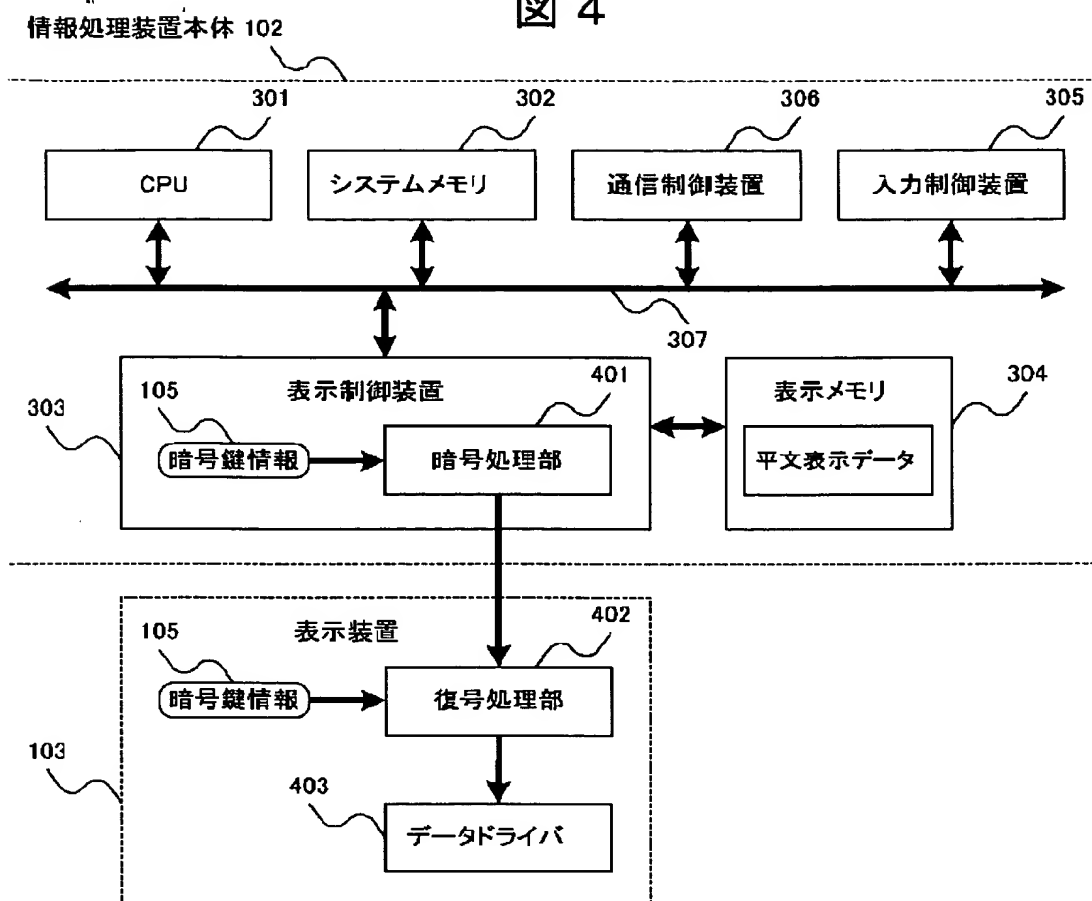 図 4
情報処理装置本体 102
301
302
306
305
CPU
システムメモリ
通信制御装置
入力制御装置
307
表示制御装置
401
表示メモリ
304
303
105
暗号鍵情報
暗号処理部
平文表示データ
表示装置
402
105
暗号鍵情報
復号処理部
103
403
データドライバ